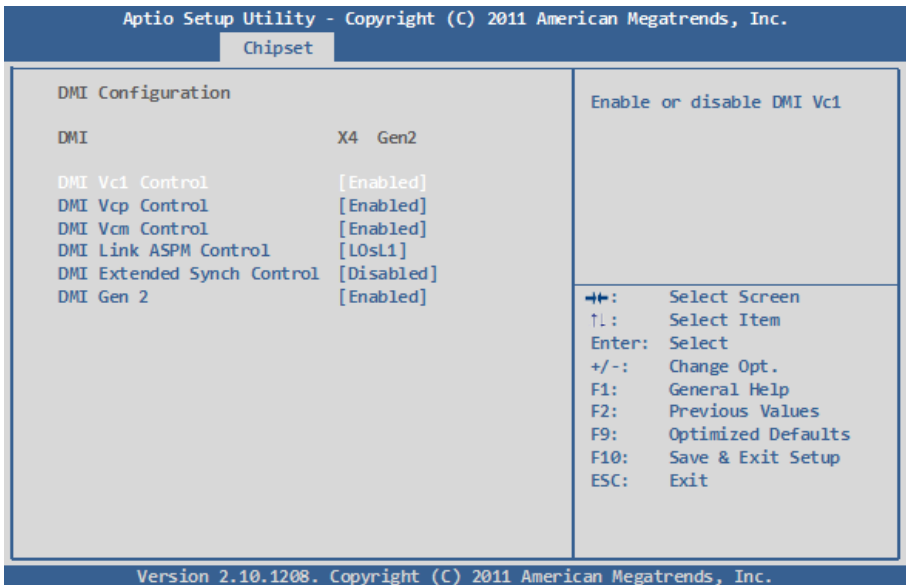 Aptio Setup Utility - Copyright (C) 2011 American Megatrends, Inc.
Chipset
DMI Configuration
DMI X4 Gen2
DMI Vc1 Control [Enabled]
DMI Vcp Control [Enabled]
DMI Vcm Control [Enabled]
DMI Link ASPM Control [LOsL1]
DMI Extended Synch Control [Disabled]
DMI Gen 2 [Enabled]
Enable or disable DMI Vc1
→←: Select Screen
↑↓: Select Item
Enter: Select
+/-: Change Opt.
F1: General Help
F2: Previous Values
F9: Optimized Defaults
F10: Save & Exit Setup
ESC: Exit
Version 2.10.1208. Copyright (C) 2011 American Megatrends, Inc.